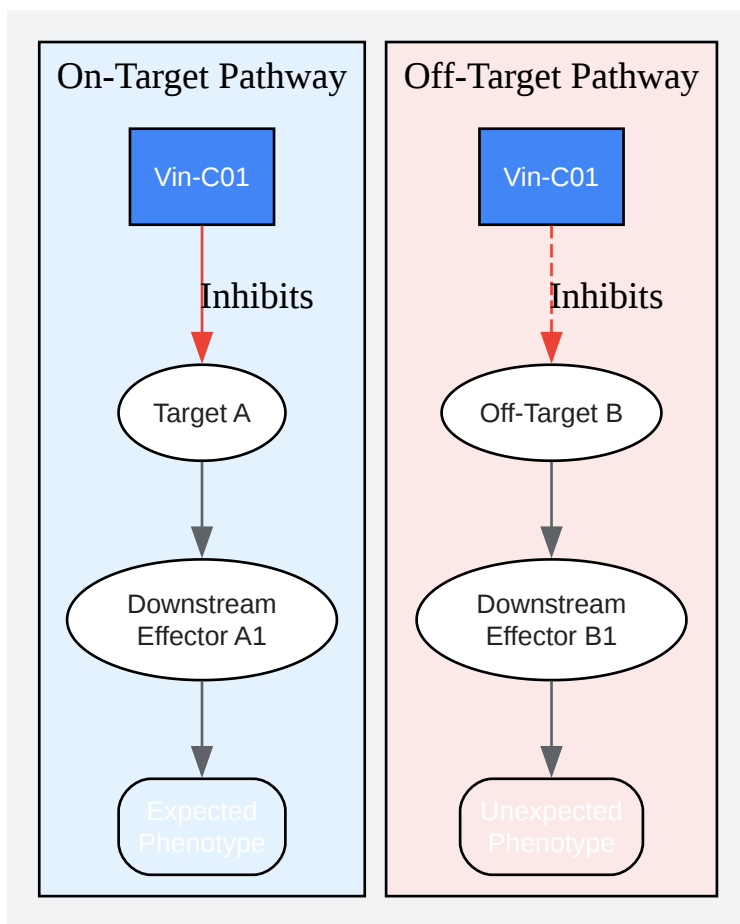 On-Target Pathway
Vin-C01
Inhibits
Target A
Downstream
Effector A1
Expected
Phenotype
Off-Target Pathway
Vin-C01
Inhibits
Off-Target B
Downstream
Effector B1
Unexpected
Phenotype